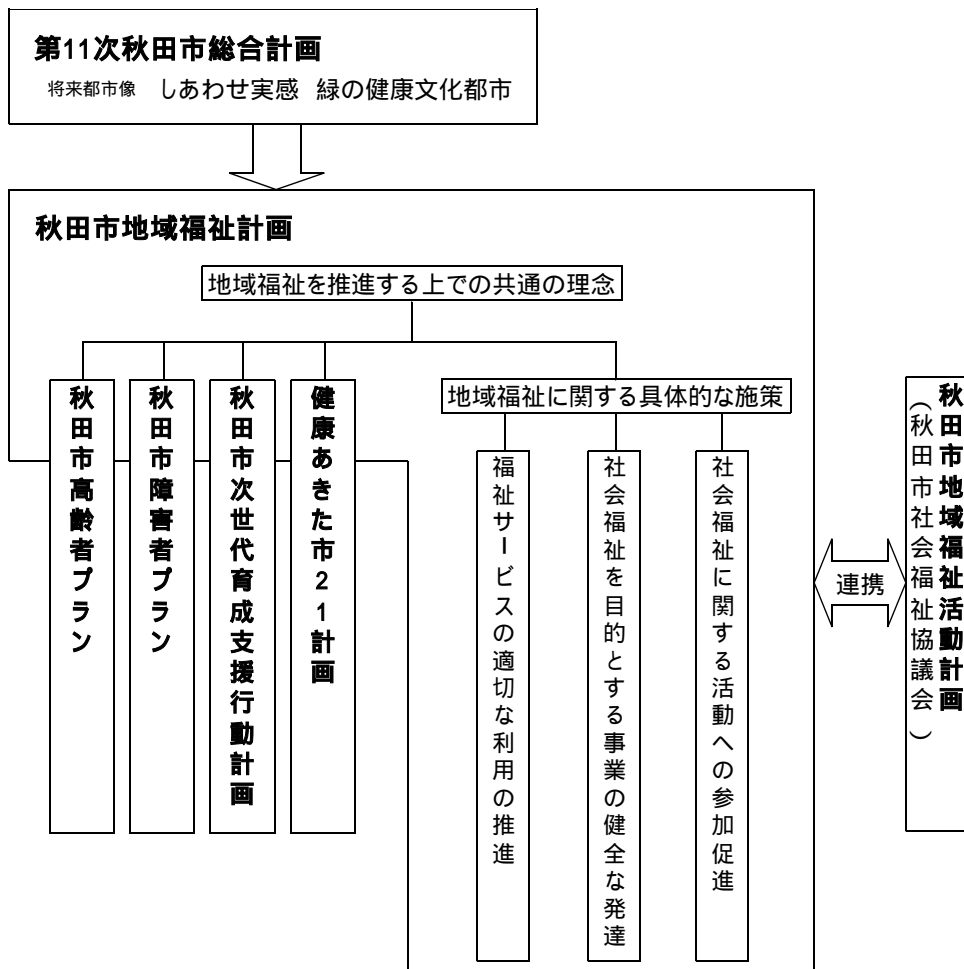 第11次秋田市総合計画
将来都市像 しあわせ実感 緑の健康文化都市
秋田市地域福祉計画
地域福祉を推進する上での共通の理念
秋田市高齢者プラン
秋田市障害者プラン
秋田市次世代育成支援行動計画
健康あきた市21計画
地域福祉に関する具体的な施策
福祉サービスの適切な利用の推進
社会福祉を目的とする事業の健全な発達
社会福祉に関する活動への参加促進
連携
秋田市地域福祉活動計画
(秋田市社会福祉協議会)